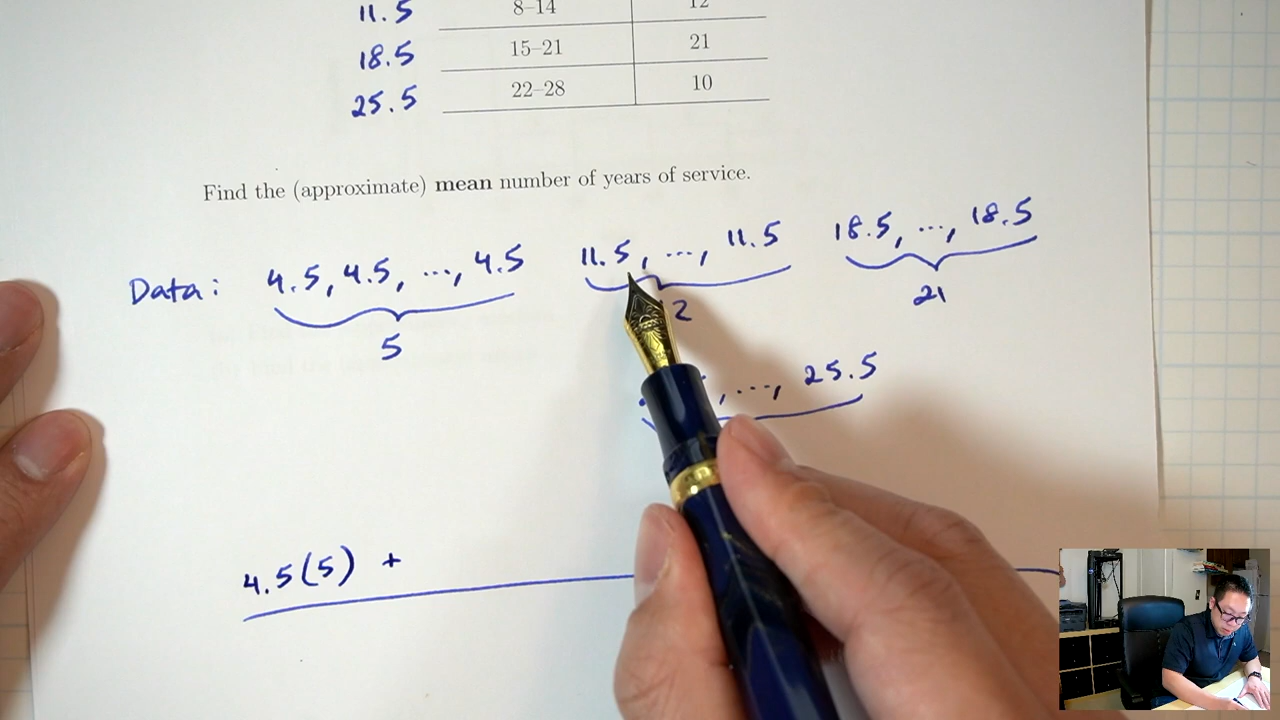 11.5 8–14 12
18.5 15–21 21
25.5 22–28 10
Find the (approximate) mean number of years of service.
Data: 4.5, 4.5, ..., 4.5 11.5, ..., 11.5 18.5, ..., 18.5
5 2 21
, ..., 25.5
4.5(5) +